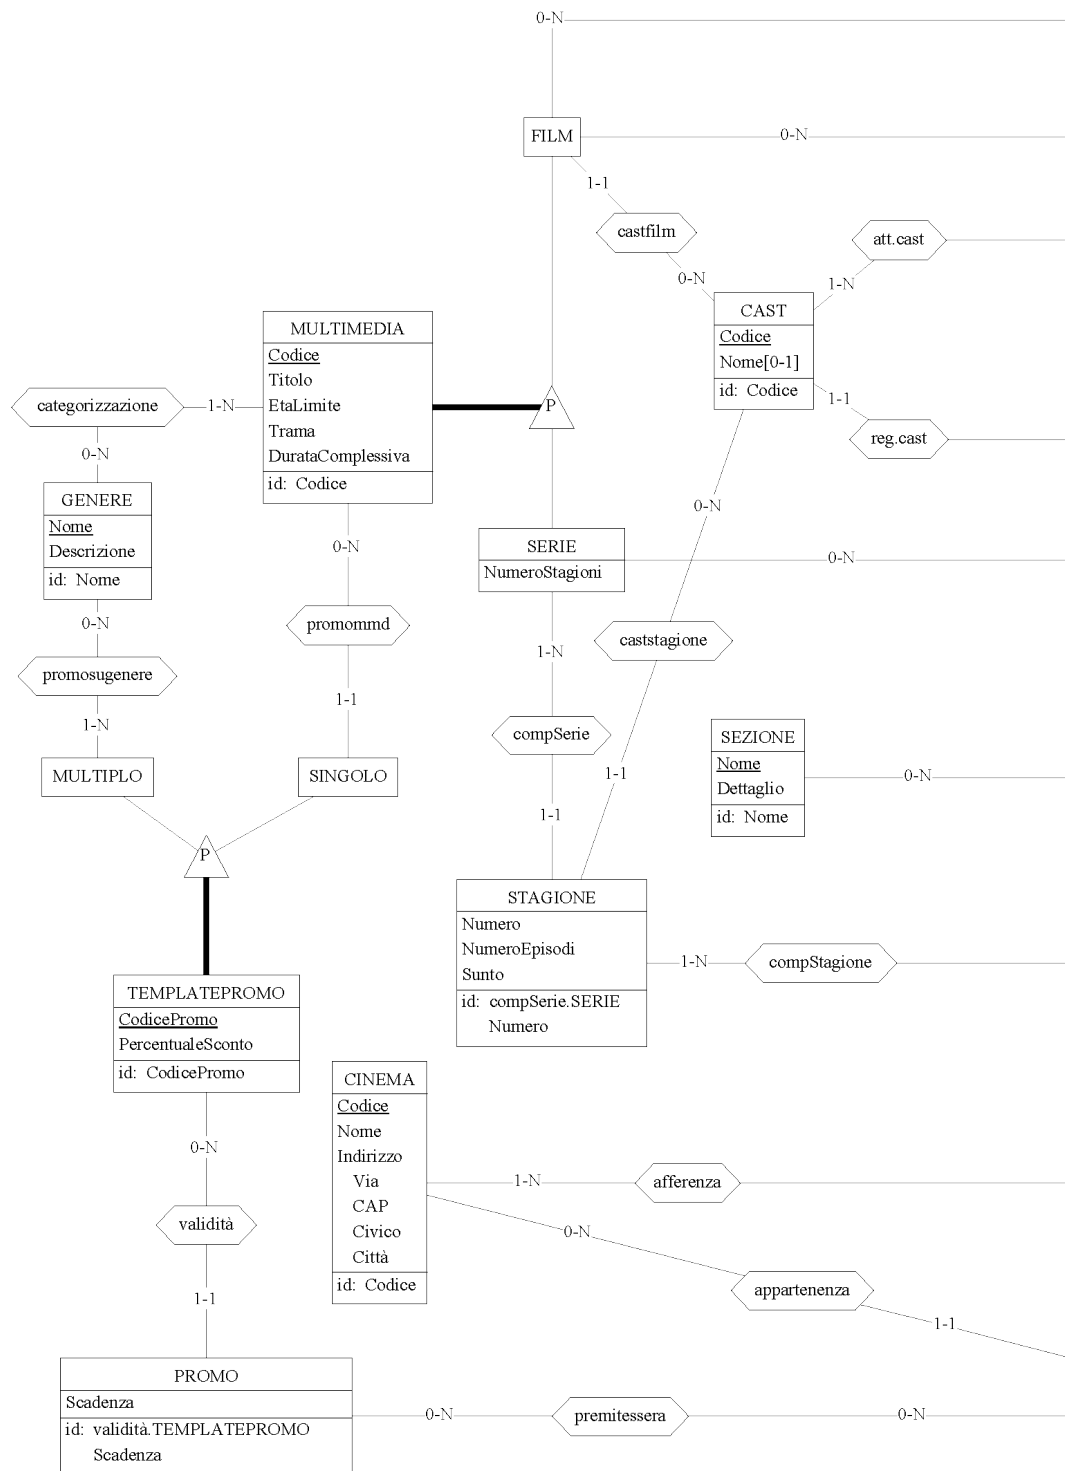 0-N
FILM
0-N
1-1
castfilm
att.cast
0-N
1-N
CAST
Codice
Nome[0-1]
id: Codice
MULTIMEDIA
Codice
Titolo
EtaLimite
Trama
DurataComplessiva
id: Codice
categorizzazione
1-N
P
1-1
reg.cast
0-N
GENERE
Nome
Descrizione
id: Nome
0-N
0-N
SERIE
NumeroStagioni
0-N
0-N
promommd
caststagione
1-N
promosugenere
1-1
1-N
compSerie
SEZIONE
Nome
Dettaglio
id: Nome
0-N
MULTIPLO
SINGOLO
1-1
1-1
P
STAGIONE
Numero
NumeroEpisodi
Sunto
id: compSerie.SERIE
Numero
1-N
compStagione
TEMPLATEPROMO
CodicePromo
PercentualeSconto
id: CodicePromo
CINEMA
Codice
Nome
Indirizzo
Via
CAP
Civico
Città
id: Codice
0-N
1-N
afferenza
validità
0-N
appartenenza
1-1
1-1
PROMO
Scadenza
id: validità.TEMPLATEPROMO
Scadenza
0-N
premitessera
0-N